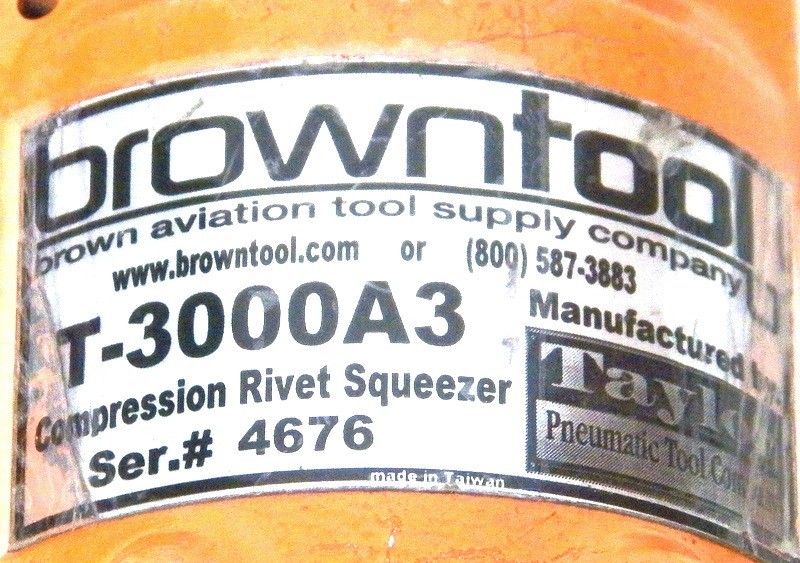 browntool
brown aviation tool supply company
www.browntool.com or (800) 587-3883
T-3000A3
Manufactured by:
Compression Rivet Squeezer
Taylor
Pneumatic Tool
Ser.# 4676
made in Taiwan